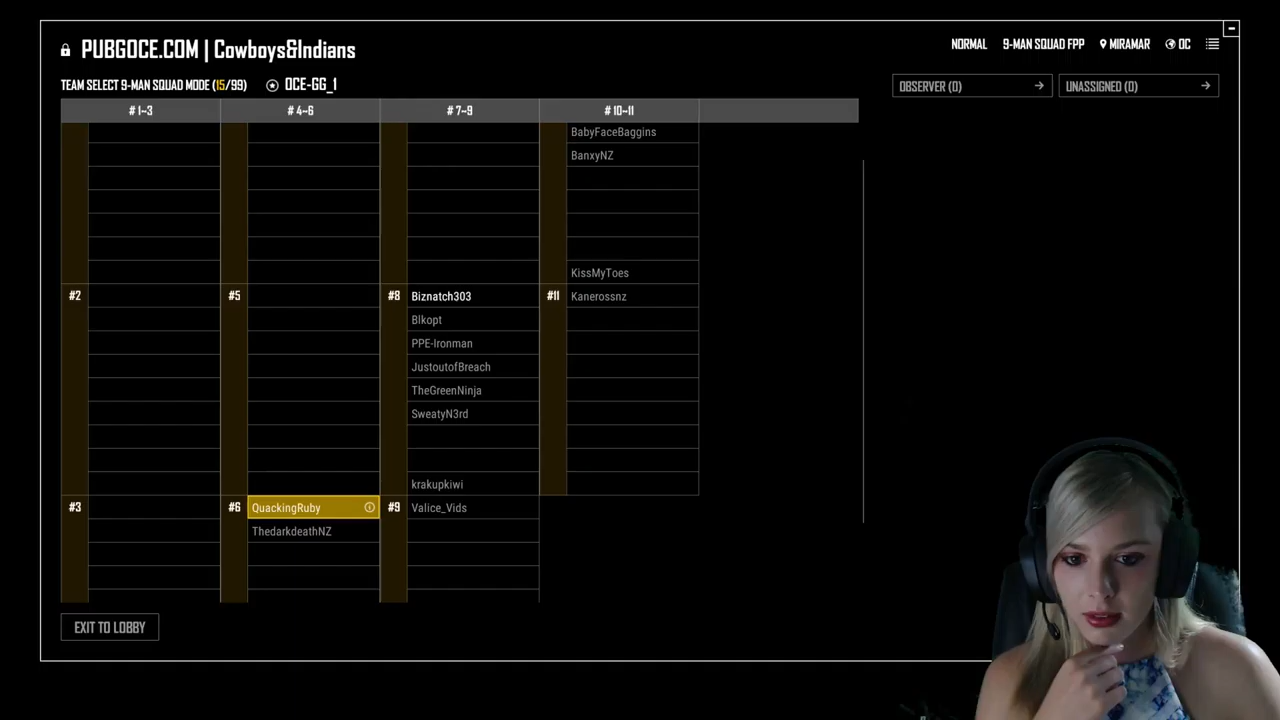 PUBGOCE.COM | Cowboys&Indians
NORMAL 9-MAN SQUAD FPP MIRAMAR OC
TEAM SELECT 9-MAN SQUAD MODE (15/99) OCE-GG_1
OBSERVER (0) UNASSIGNED (0)
# 1~3 # 4~6 # 7~9 # 10~11
BabyFaceBaggins
BanxyNZ
KissMyToes
#2 #5 #8 Biznatch303 #11 Kanerossnz
Blkopt
PPE-Ironman
JustoutofBreach
TheGreenNinja
SweatyN3rd
krakupkiwi
#3 #6 QuackingRuby #9 Valice_Vids
ThedarkdeathNZ
EXIT TO LOBBY